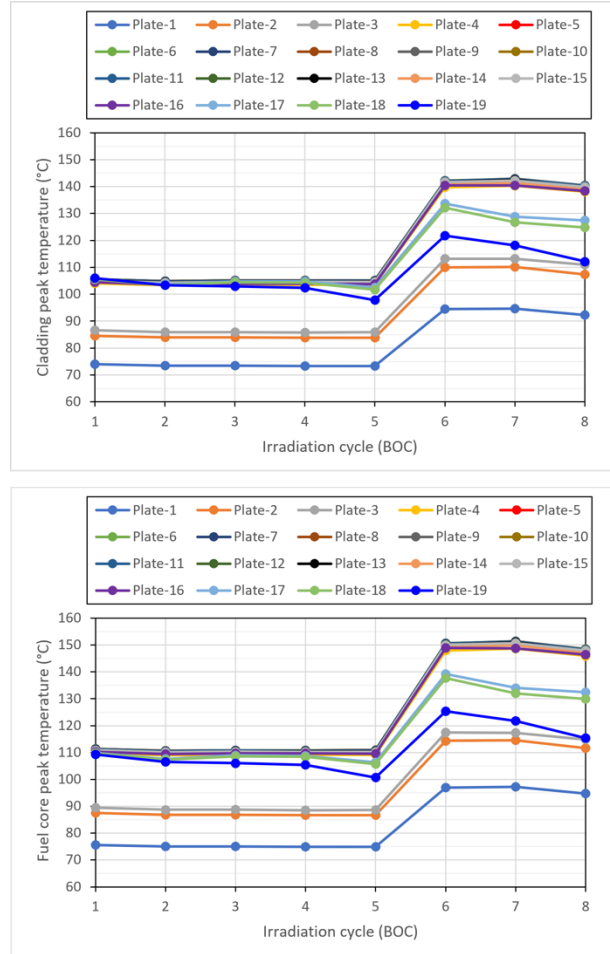 Plate-1 Plate-2 Plate-3 Plate-4 Plate-5
Plate-6 Plate-7 Plate-8 Plate-9 Plate-10
Plate-11 Plate-12 Plate-13 Plate-14 Plate-15
Plate-16 Plate-17 Plate-18 Plate-19
Cladding peak temperature (°C)
160
150
140
130
120
110
100
90
80
70
60
1 2 3 4 5 6 7 8
Irradiation cycle (BOC)
Plate-1 Plate-2 Plate-3 Plate-4 Plate-5
Plate-6 Plate-7 Plate-8 Plate-9 Plate-10
Plate-11 Plate-12 Plate-13 Plate-14 Plate-15
Plate-16 Plate-17 Plate-18 Plate-19
Fuel core peak temperature (°C)
160
150
140
130
120
110
100
90
80
70
60
1 2 3 4 5 6 7 8
Irradiation cycle (BOC)